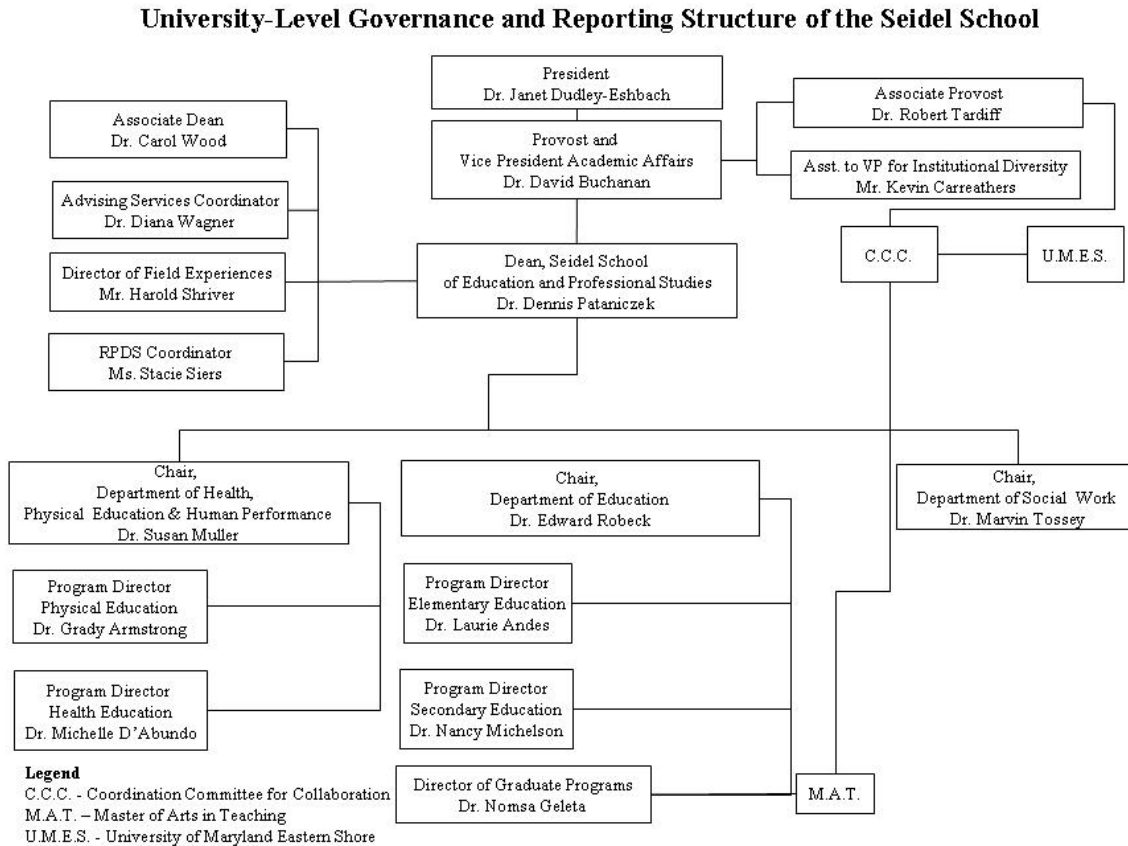 University-Level Governance and Reporting Structure of the Seidel School
President
Dr. Janet Dudley-Eshbach
Associate Provost
Dr. Robert Tardiff
Associate Dean
Dr. Carol Wood
Provost and
Vice President Academic Affairs
Dr. David Buchanan
Asst. to VP for Institutional Diversity
Mr. Kevin Carreathers
Advising Services Coordinator
Dr. Diana Wagner
C.C.C.
U.M.E.S.
Director of Field Experiences
Mr. Harold Shriver
Dean, Seidel School
of Education and Professional Studies
Dr. Dennis Pataniczek
RPDS Coordinator
Ms. Stacie Siers
Chair,
Department of Health,
Physical Education & Human Performance
Dr. Susan Muller
Chair,
Department of Education
Dr. Edward Robeck
Chair,
Department of Social Work
Dr. Marvin Tossey
Program Director
Physical Education
Dr. Grady Armstrong
Program Director
Elementary Education
Dr. Laurie Andes
Program Director
Health Education
Dr. Michelle D'Abundo
Program Director
Secondary Education
Dr. Nancy Michelson
Director of Graduate Programs
Dr. Nomsa Geleta
M.A.T.
Legend
C.C.C. - Coordination Committee for Collaboration
M.A.T. – Master of Arts in Teaching
U.M.E.S. - University of Maryland Eastern Shore